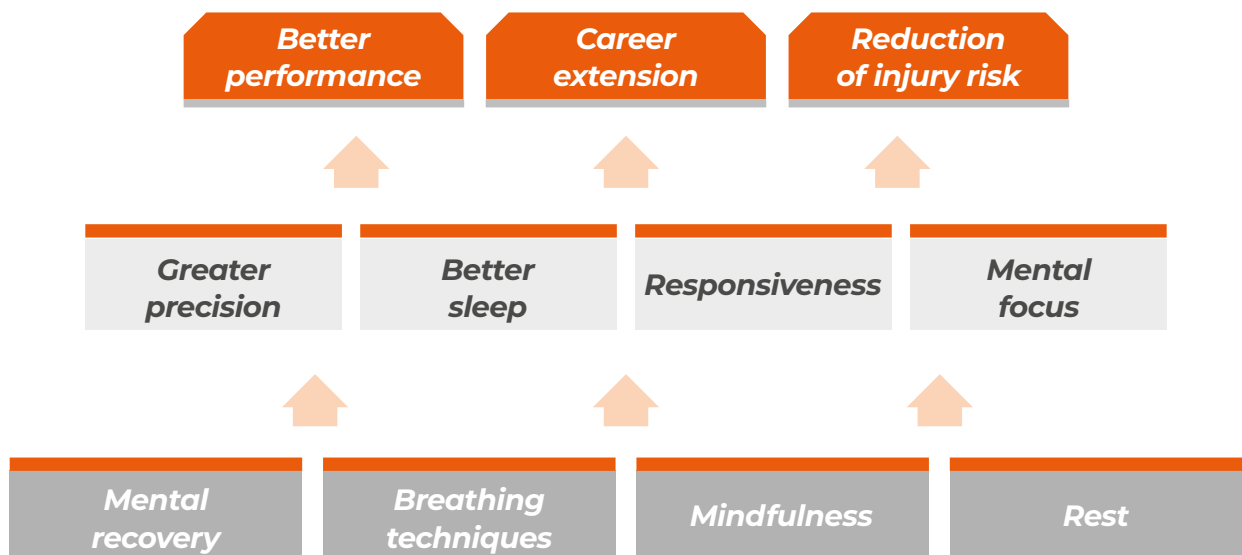 Better
performance
Career
extension
Reduction
of injury risk
Greater
precision
Better
sleep
Responsiveness
Mental
focus
Mental
recovery
Breathing
techniques
Mindfulness
Rest